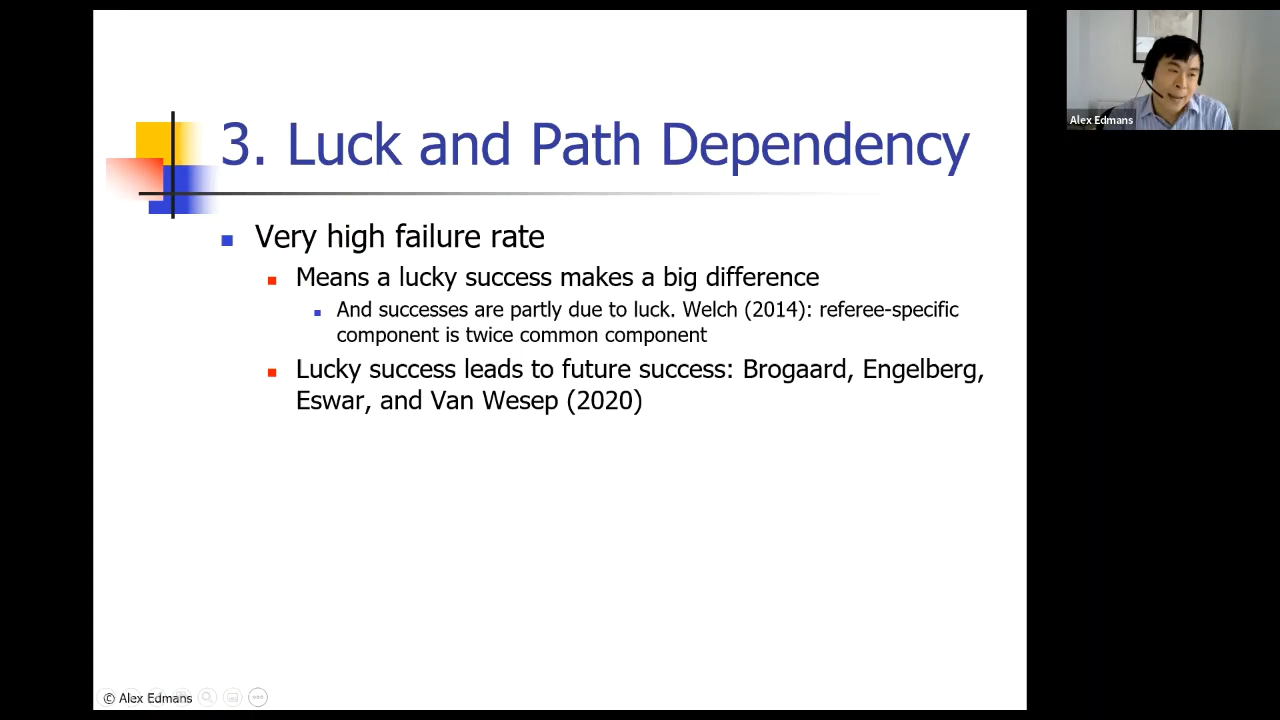 3. Luck and Path Dependency
Very high failure rate
Means a lucky success makes a big difference
And successes are partly due to luck. Welch (2014): referee-specific
component is twice common component
Lucky success leads to future success: Brogaard, Engelberg,
Eswar, and Van Wesep (2020)
© Alex Edmans
Alex Edmans